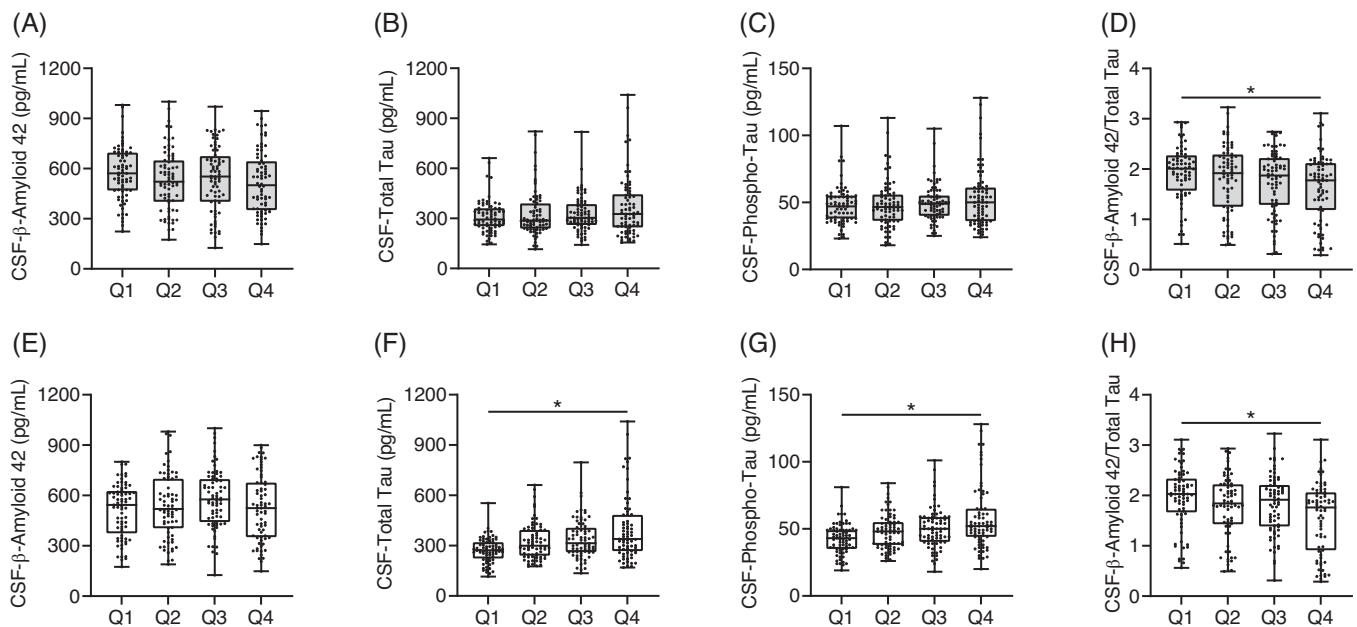 (A)
CSF-β-Amyloid 42 (pg/mL)
1200
900
600
300
0
Q1 Q2 Q3 Q4
(B)
CSF-Total Tau (pg/mL)
1200
900
600
300
0
Q1 Q2 Q3 Q4
(C)
CSF-Phospho-Tau (pg/mL)
150
100
50
0
Q1 Q2 Q3 Q4
(D)
CSF-β-Amyloid 42/Total Tau
4
3
2
1
0
*
Q1 Q2 Q3 Q4
(E)
CSF-β-Amyloid 42 (pg/mL)
1200
900
600
300
0
Q1 Q2 Q3 Q4
(F)
CSF-Total Tau (pg/mL)
1200
900
600
300
0
*
Q1 Q2 Q3 Q4
(G)
CSF-Phospho-Tau (pg/mL)
150
100
50
0
*
Q1 Q2 Q3 Q4
(H)
CSF-β-Amyloid 42/Total Tau
4
3
2
1
0
*
Q1 Q2 Q3 Q4